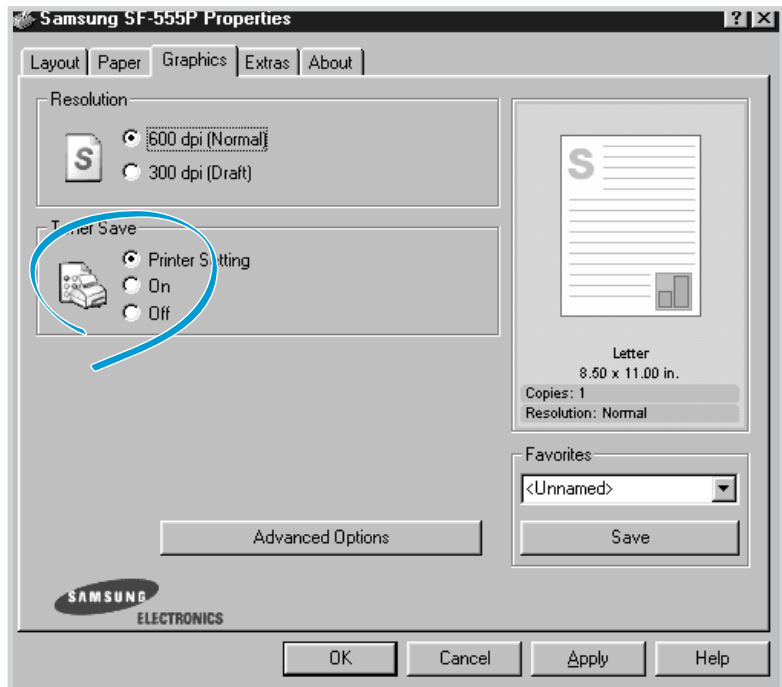 Samsung SF-555P Properties
Layout Paper Graphics Extras About
Resolution
S
600 dpi (Normal)
300 dpi (Draft)
Toner Save
Printer Setting
On
Off
S
Letter
8.50 x 11.00 in.
Copies: 1
Resolution: Normal
Favorites
<Unnamed>
Advanced Options
Save
SAMSUNG
ELECTRONICS
OK Cancel Apply Help